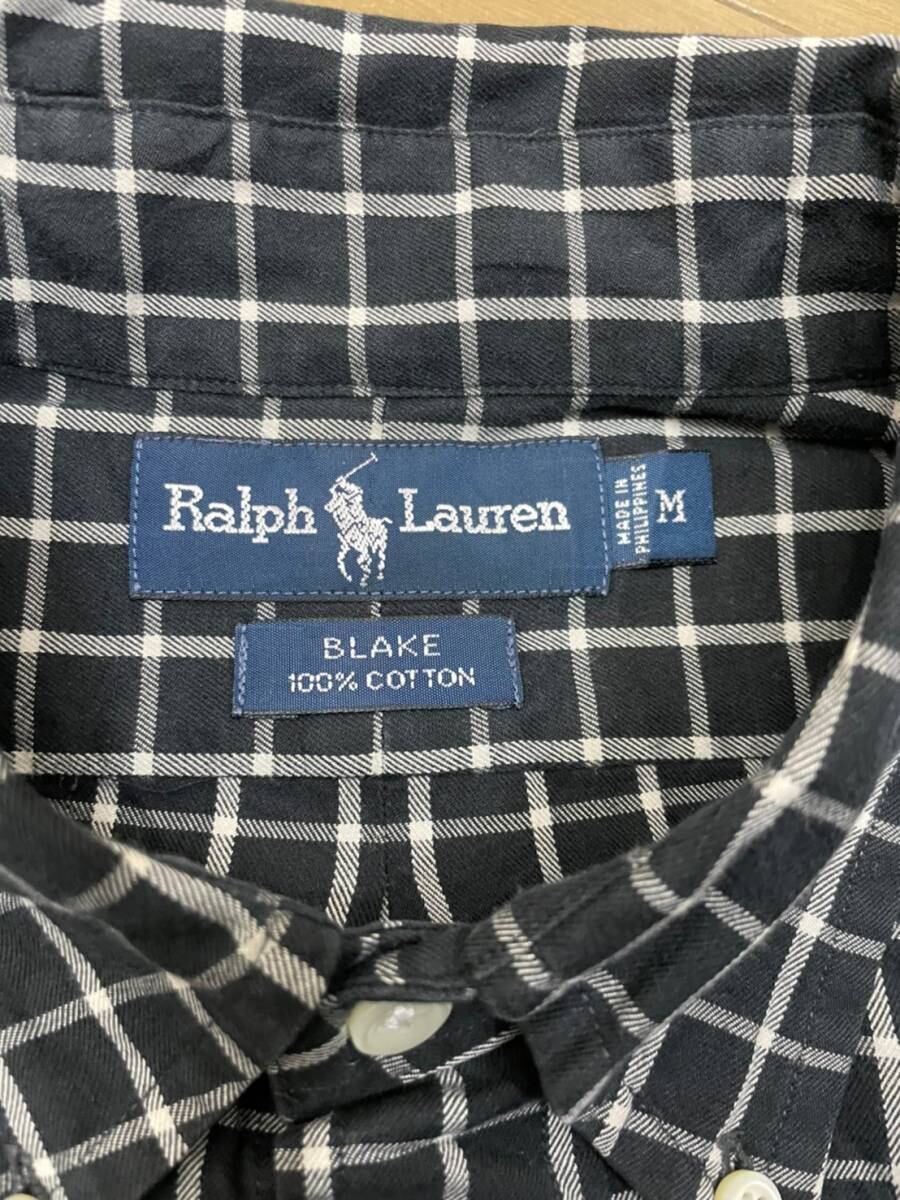 Ralph Lauren
MADE IN
PHILIPPINES
M
BLAKE
100% COTTON